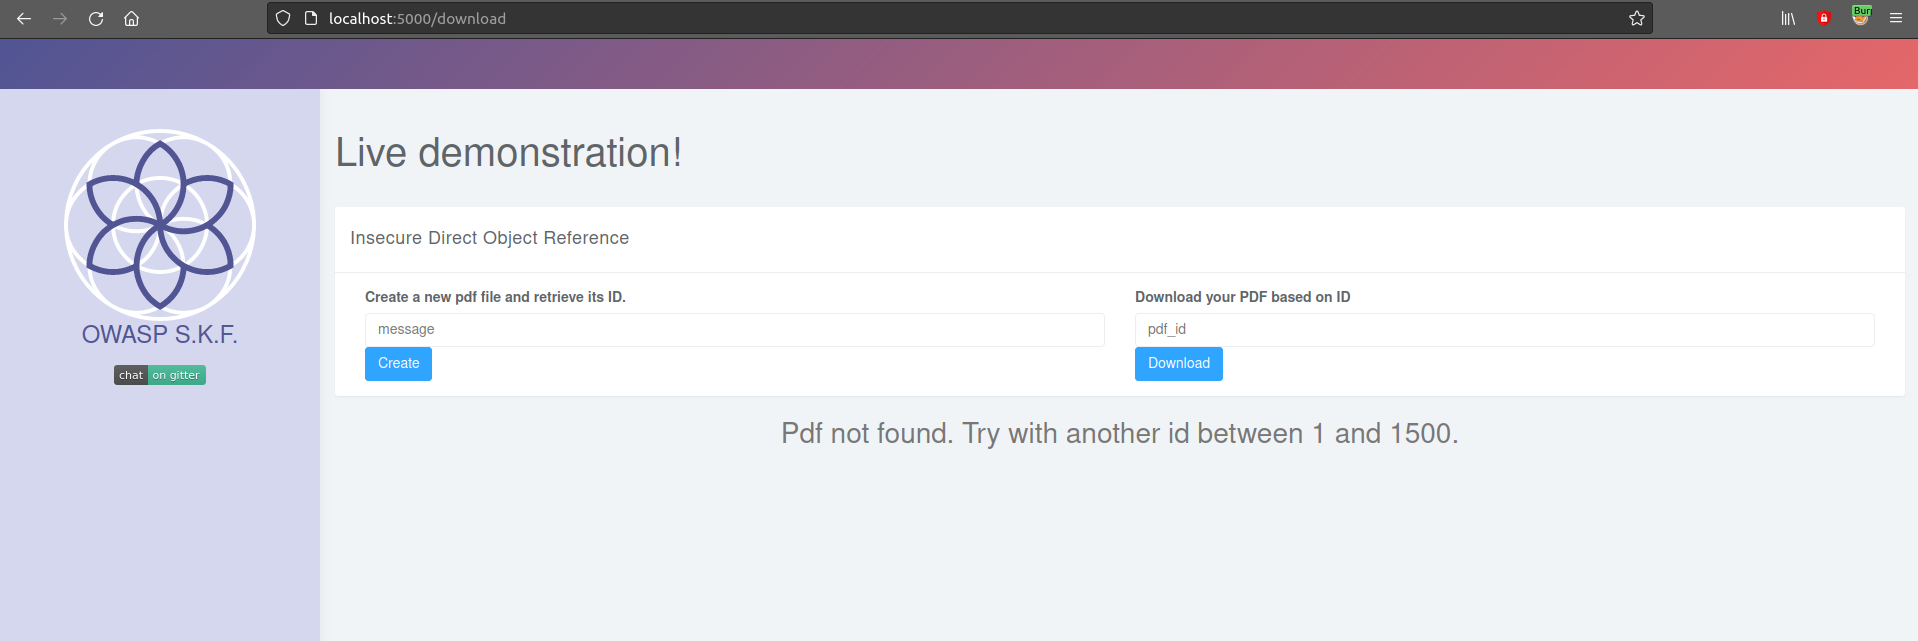 localhost:5000/download
Bur
Live demonstration!
Insecure Direct Object Reference
Create a new pdf file and retrieve its ID.
message
Create
Download your PDF based on ID
pdf_id
Download
Pdf not found. Try with another id between 1 and 1500.
OWASP S.K.F.
chat on gitter